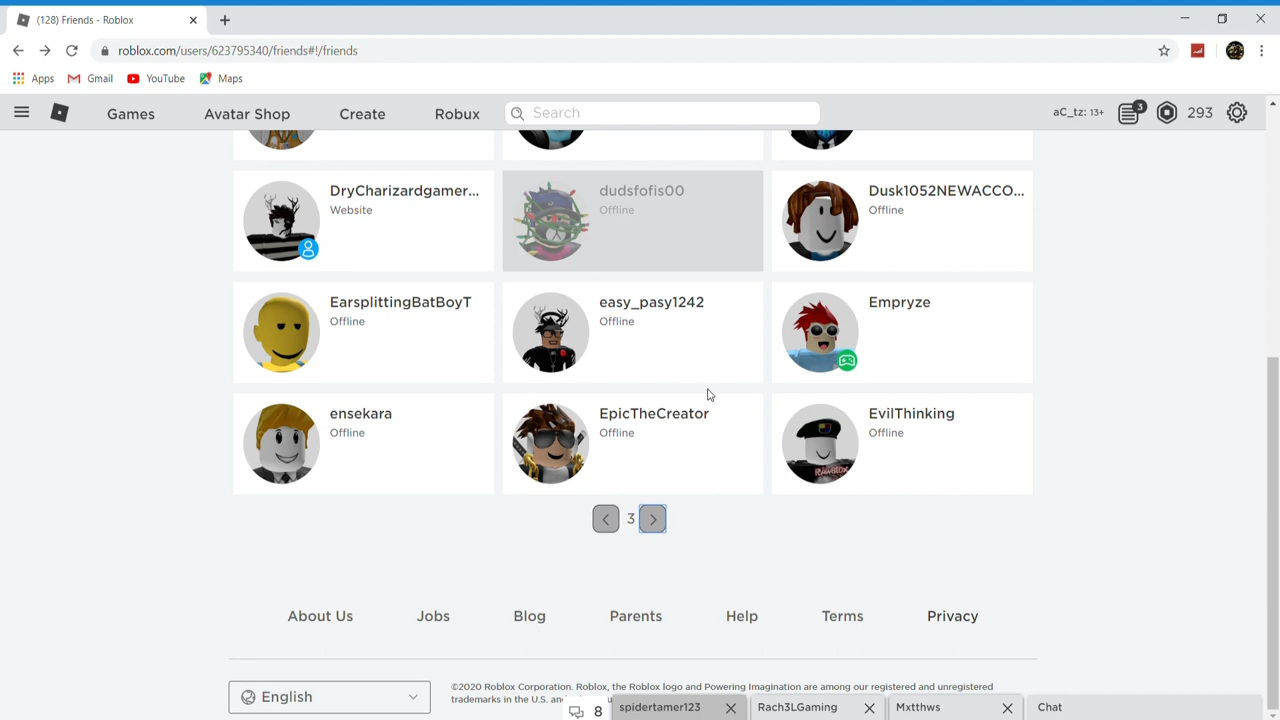 (128) Friends - Roblox
roblox.com/users/623795340/friends#!/friends
Apps Gmail YouTube Maps
Games Avatar Shop Create Robux Search aC_tz: 13+ 3 293
DryCharizardgamer... dudsfofis00 Dusk1052NEWACCO...
Website Offline Offline
EarsplittingBatBoyT easy_pasy1242 Empryze
Offline Offline
ensekara EpicTheCreator EvilThinking
Offline Offline Offline
3
About Us Jobs Blog Parents Help Terms Privacy
English
©2020 Roblox Corporation. Roblox, the Roblox logo and Powering Imagination are among our registered and unregistered
trademarks in the U.S. and
8 spidertamer123 Rach3LGaming Mxtthws Chat